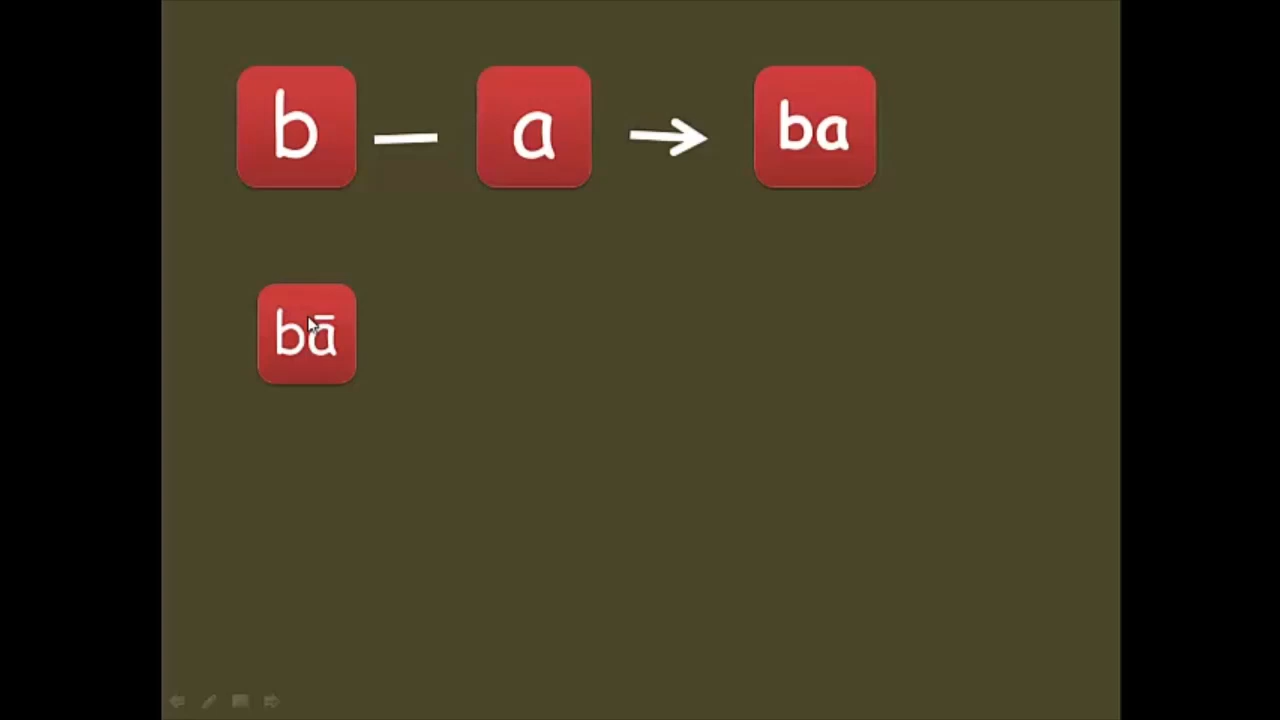 b — a → ba
bā